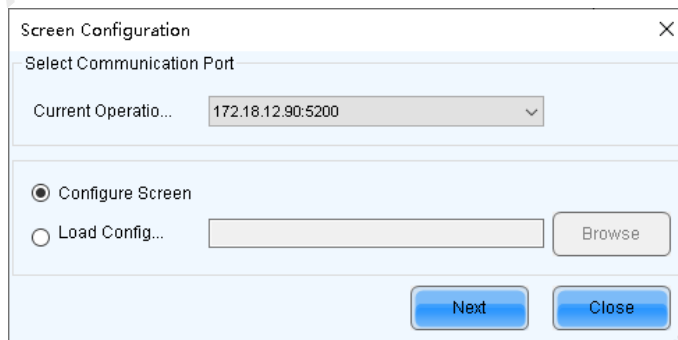 Screen Configuration
Select Communication Port
Current Operatio... 172.18.12.90:5200
Configure Screen
Load Config... Browse
Next Close